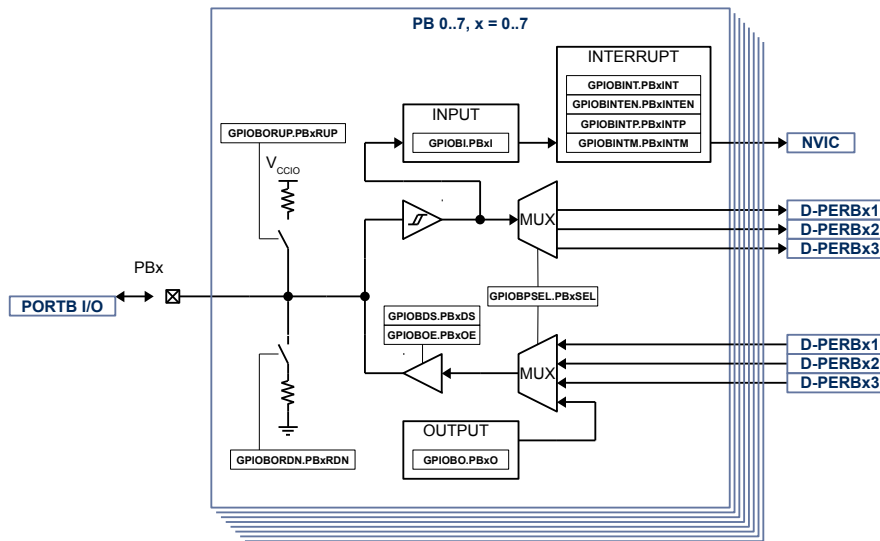 PB 0..7, x = 0..7
INTERRUPT
GPIOBINT.PBxINT
GPIOBINTEN.PBxINTEN
GPIOBINTP.PBxINTP
GPIOBINTM.PBxINTM
INPUT
GPIOBI.PBxI
NVIC
GPIOBORUP.PBxRUP
VCCIO
MUX
D-PERBx1
D-PERBx2
D-PERBx3
PBx
PORTB I/O
GPIOBPSEL.PBxSEL
GPIOBDS.PBxDS
GPIOBOE.PBxOE
MUX
D-PERBx1
D-PERBx2
D-PERBx3
OUTPUT
GPIOBO.PBxO
GPIOBORDN.PBxRDN